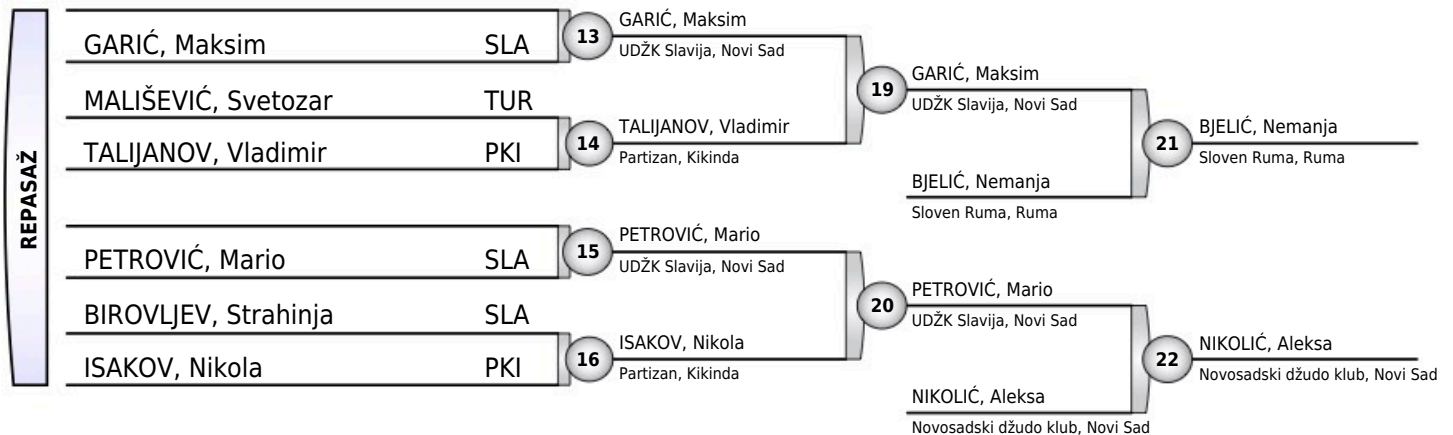 REPASAŽ
GARIĆ, Maksim SLA
MALIŠEVIĆ, Svetozar TUR
TALIJANOV, Vladimir PKI
PETROVIĆ, Mario SLA
BIROVLJEV, Strahinja SLA
ISAKOV, Nikola PKI
13
GARIĆ, Maksim
UDŽK Slavija, Novi Sad
14
TALIJANOV, Vladimir
Partizan, Kikinda
15
PETROVIĆ, Mario
UDŽK Slavija, Novi Sad
16
ISAKOV, Nikola
Partizan, Kikinda
19
GARIĆ, Maksim
UDŽK Slavija, Novi Sad
BJELIĆ, Nemanja
Sloven Ruma, Ruma
20
PETROVIĆ, Mario
UDŽK Slavija, Novi Sad
NIKOLIĆ, Aleksa
Novosadski džudo klub, Novi Sad
21
BJELIĆ, Nemanja
Sloven Ruma, Ruma
22
NIKOLIĆ, Aleksa
Novosadski džudo klub, Novi Sad